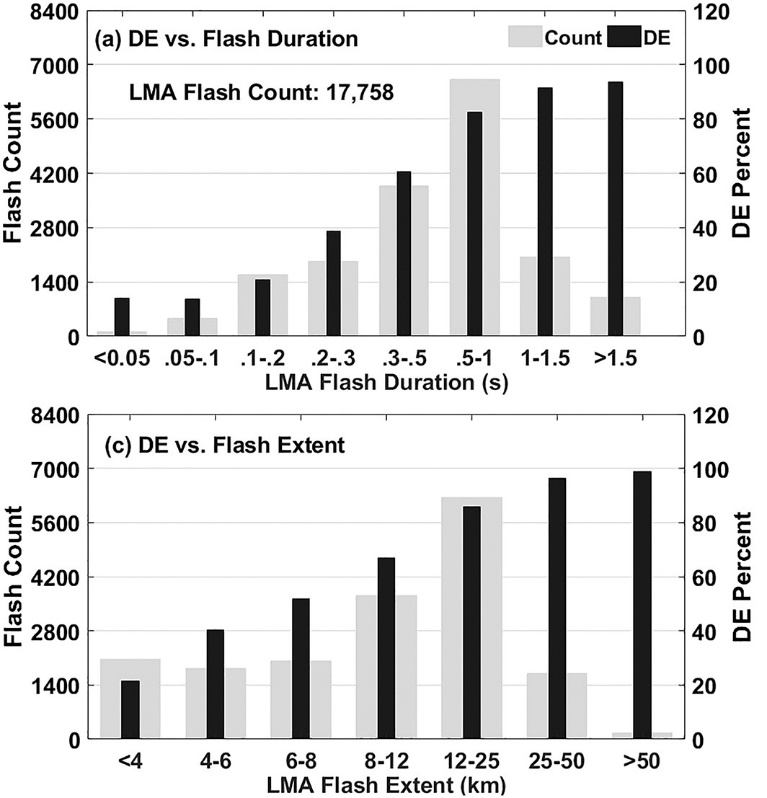 8400
120
(a) DE vs. Flash Duration
Count
DE
7000
100
LMA Flash Count: 17,758
5600
80
4200
60
2800
40
1400
20
0
0
Flash Count
DE Percent
<0.05 .05-.1 .1-.2 .2-.3 .3-.5 .5-1 1-1.5 >1.5
LMA Flash Duration (s)
8400
120
(c) DE vs. Flash Extent
7000
100
5600
80
4200
60
2800
40
1400
20
0
0
Flash Count
DE Percent
<4 4-6 6-8 8-12 12-25 25-50 >50
LMA Flash Extent (km)